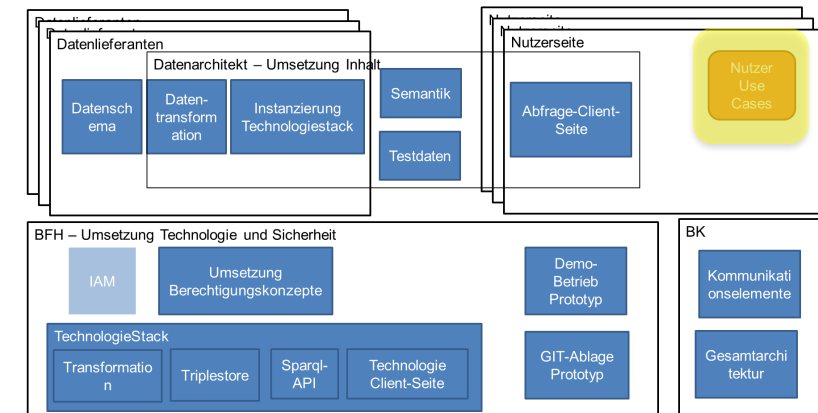 Datenlieferanten
Datenlieferanten
Datenlieferanten
Nutzerseite
Nutzerseite
Nutzerseite
Datenarchitekt – Umsetzung Inhalt
Datensch
ema
Daten-
transform
ation
Instanzierung
Technologiestack
Semantik
Testdaten
Abfrage-Client-
Seite
Nutzer
Use
Cases
BFH – Umsetzung Technologie und Sicherheit
IAM
Umsetzung
Berechtigungskonzepte
Demo-
Betrieb
Prototyp
TechnologieStack
Transformatio
n
Triplestore
Sparql-
API
Technologie
Client-Seite
GIT-Ablage
Prototyp
BK
Kommunikati
onselemente
Gesamtarchi
tektur